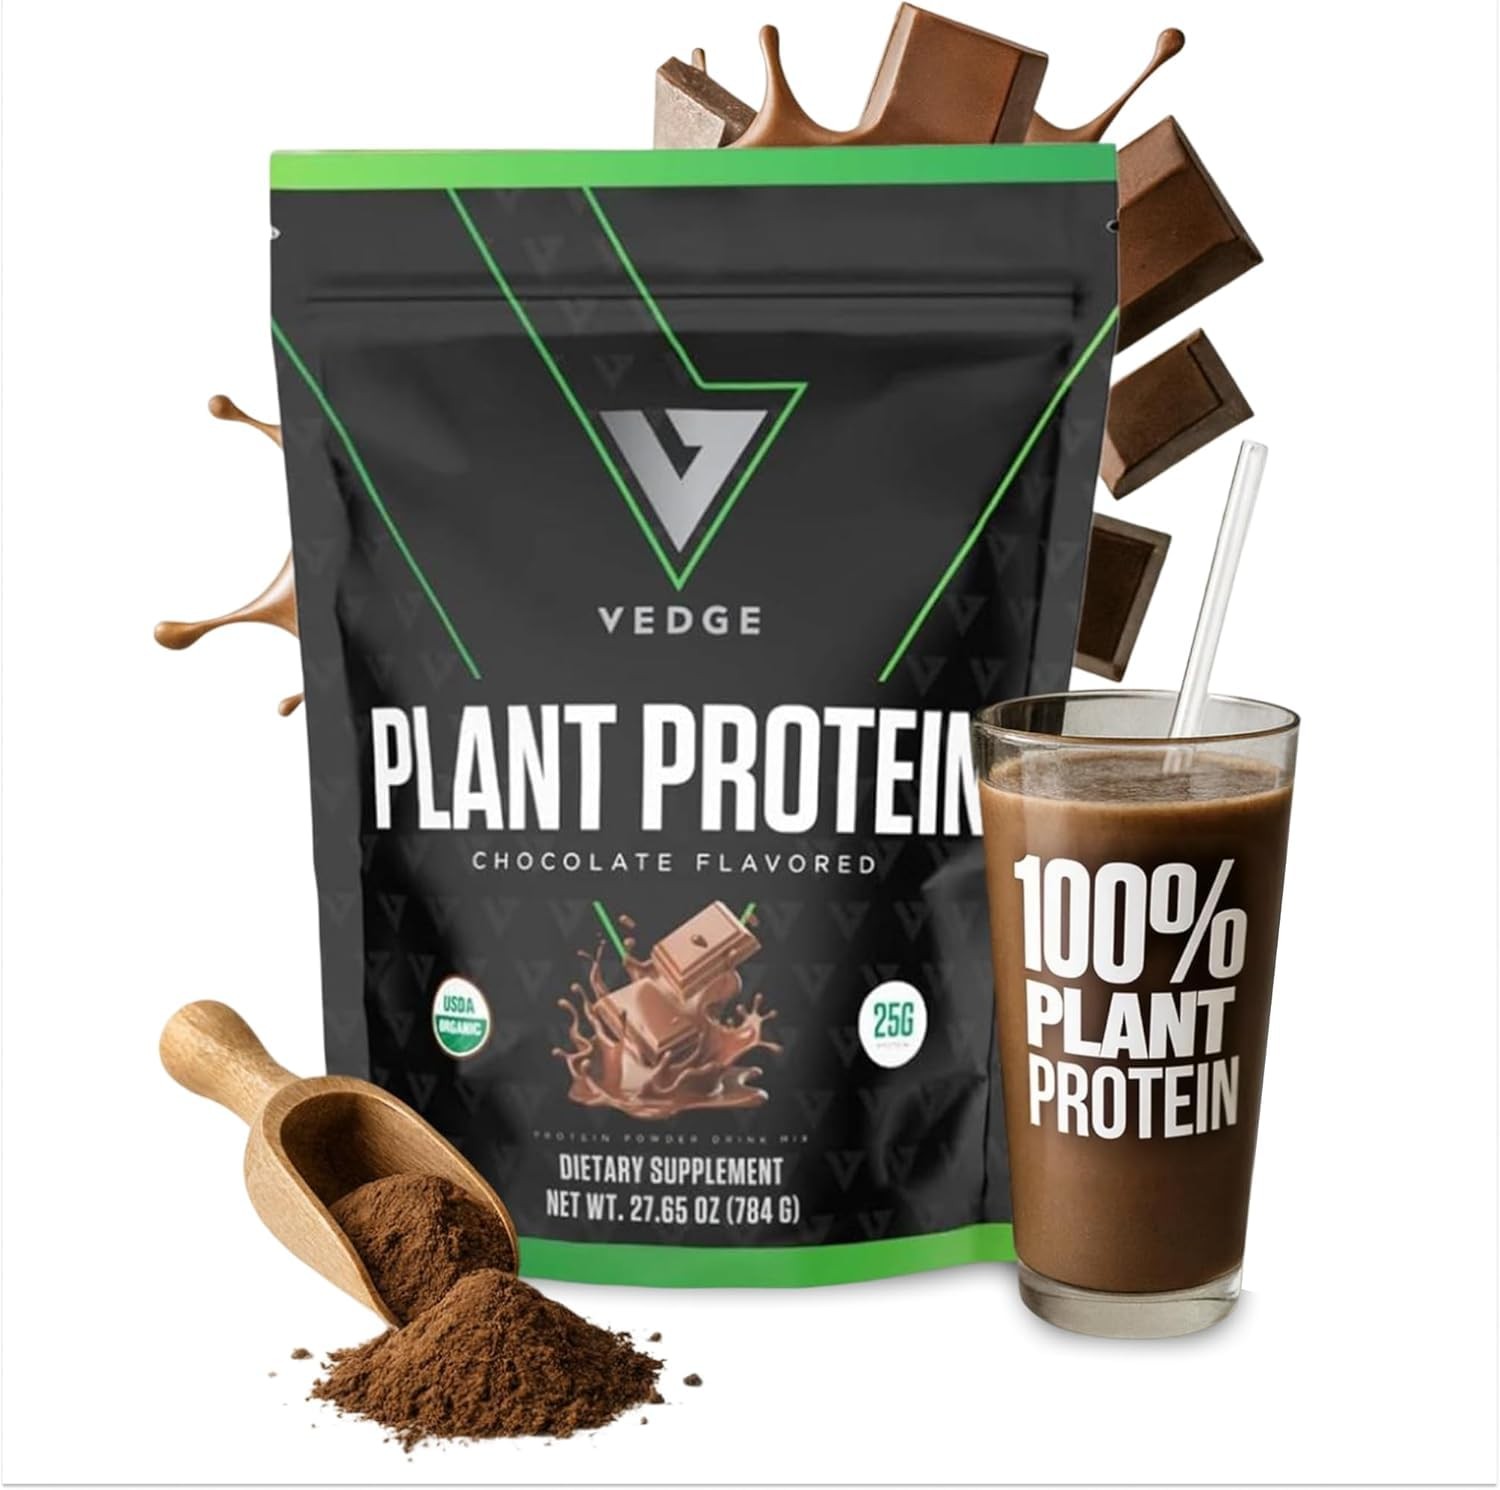 VEDGE
PLANT PROTEIN
CHOCOLATE FLAVORED
USDA
ORGANIC
25G
PROTEIN
PROTEIN POWDER DRINK MIX
DIETARY SUPPLEMENT
NET WT. 27.65 OZ (784 G)
100%
PLANT
PROTEIN